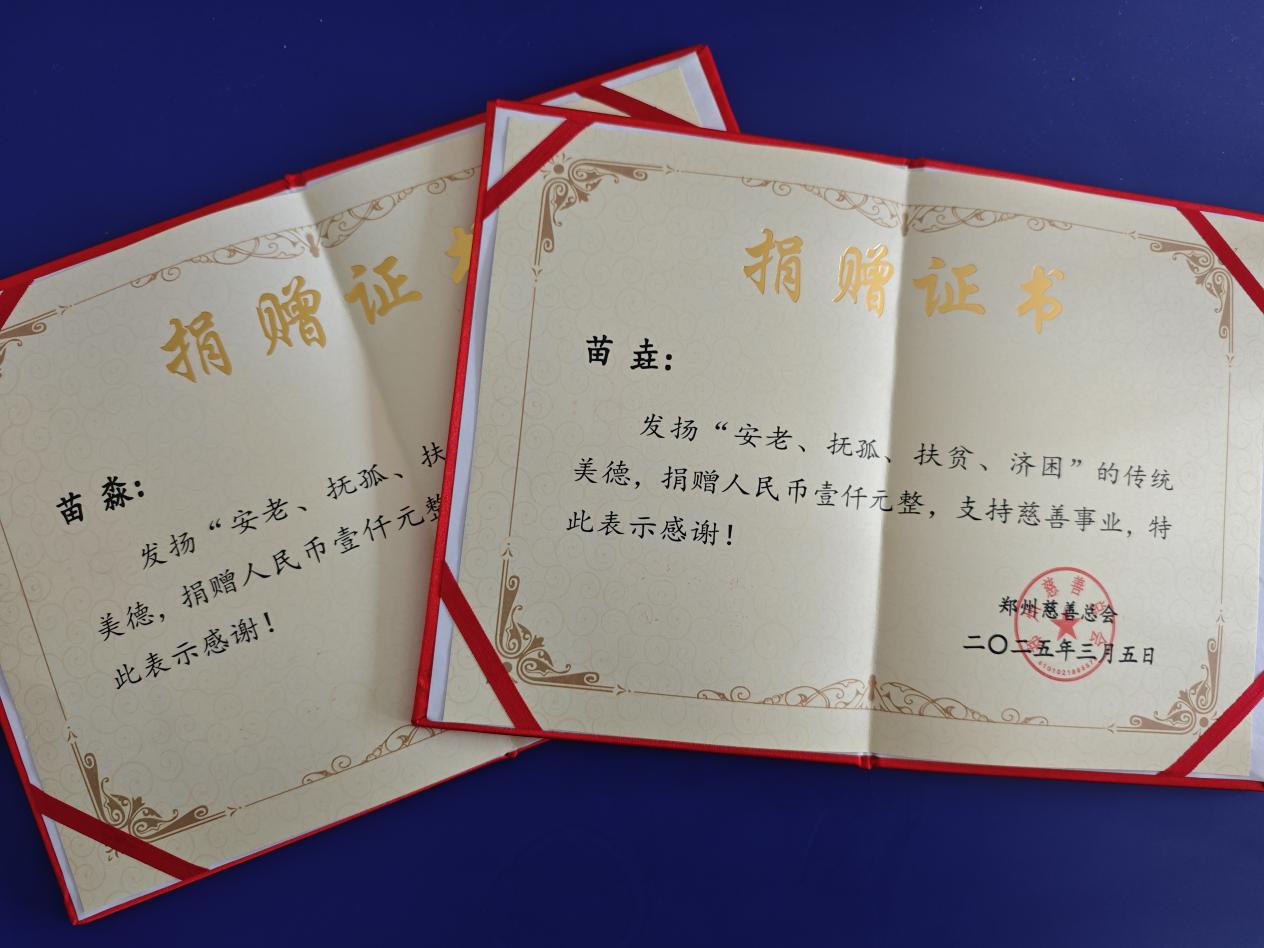 捐赠证
苗淼：
发扬“安老、抚孤、扶
美德，捐赠人民币壹仟元整
此表示感谢！
捐赠证书
苗垚：
发扬“安老、抚孤、扶贫、济困”的传统
美德，捐赠人民币壹仟元整，支持慈善事业，特
此表示感谢！
郑州慈善总会
二〇二五年三月五日